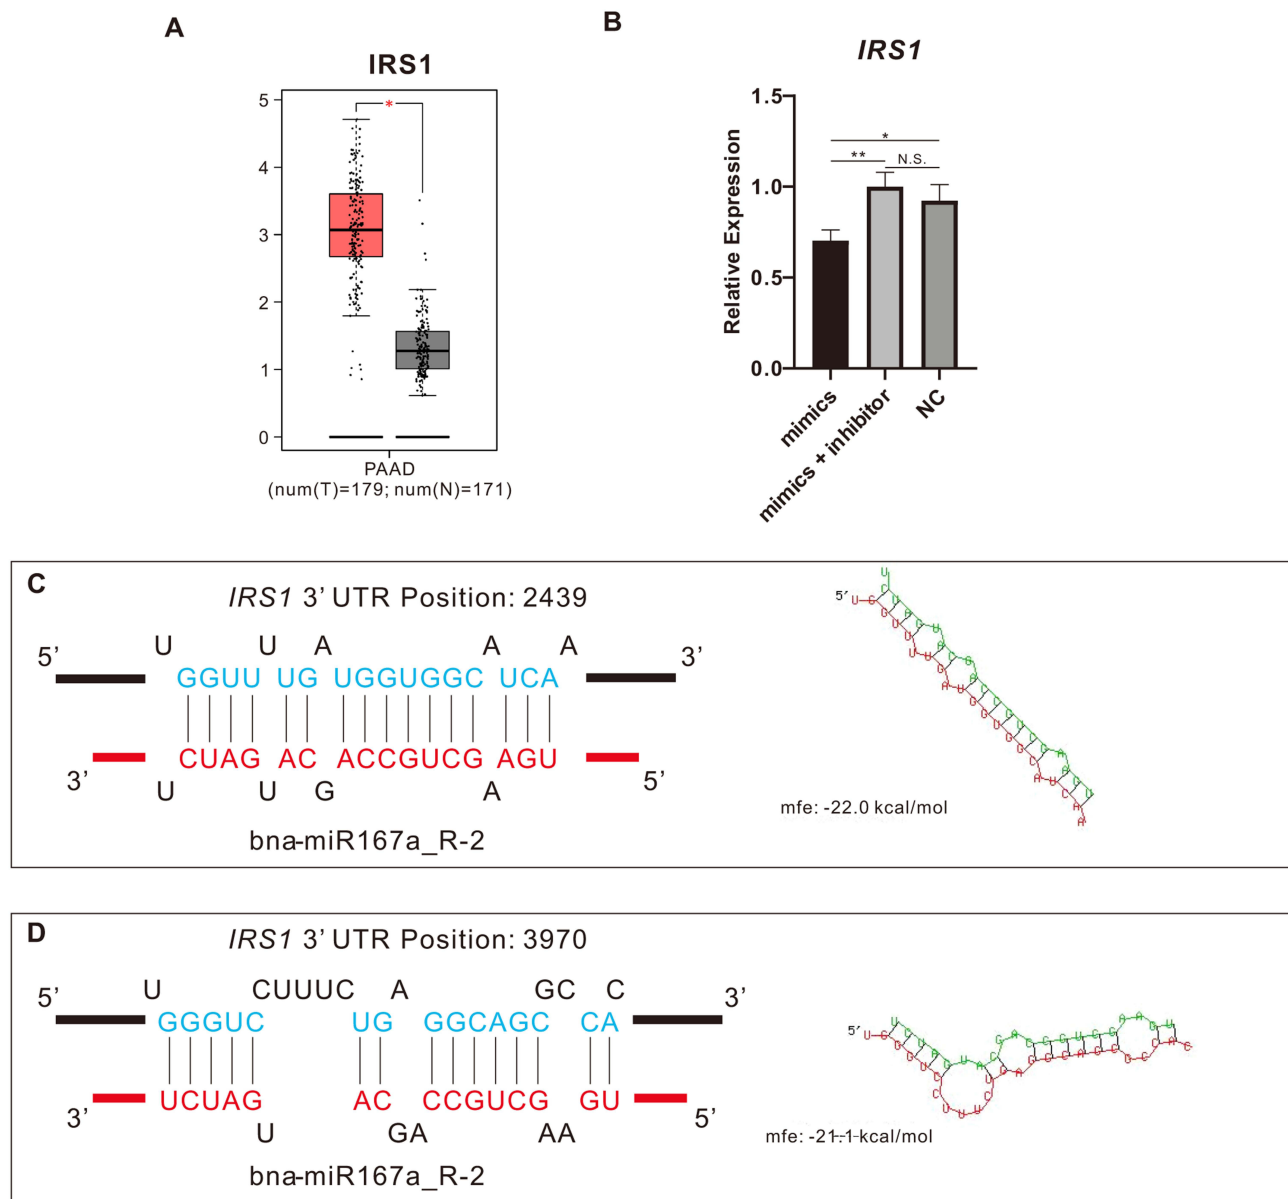 A
IRS1
*
5
4
3
2
1
0
PAAD
(num(T)=179; num(N)=171)
B
IRS1
1.5
1.0
0.5
0.0
Relative Expression
*
**
N.S.
mimics
mimics + inhibitor
NC
C
IRS1 3' UTR Position: 2439
U U A A A
5' GGUU UG UGGUGGC UCA 3'
CUAG AC ACCGUCG AGU
3' U U G A 5'
bna-miR167a_R-2
5'
mfe: -22.0 kcal/mol
D
IRS1 3' UTR Position: 3970
U CUUUC A GC C
5' GGGUC UG GGCAGC CA 3'
UCUAG AC CCGUCG GU
3' U GA AA 5'
bna-miR167a_R-2
5'
mfe: -21.1 kcal/mol